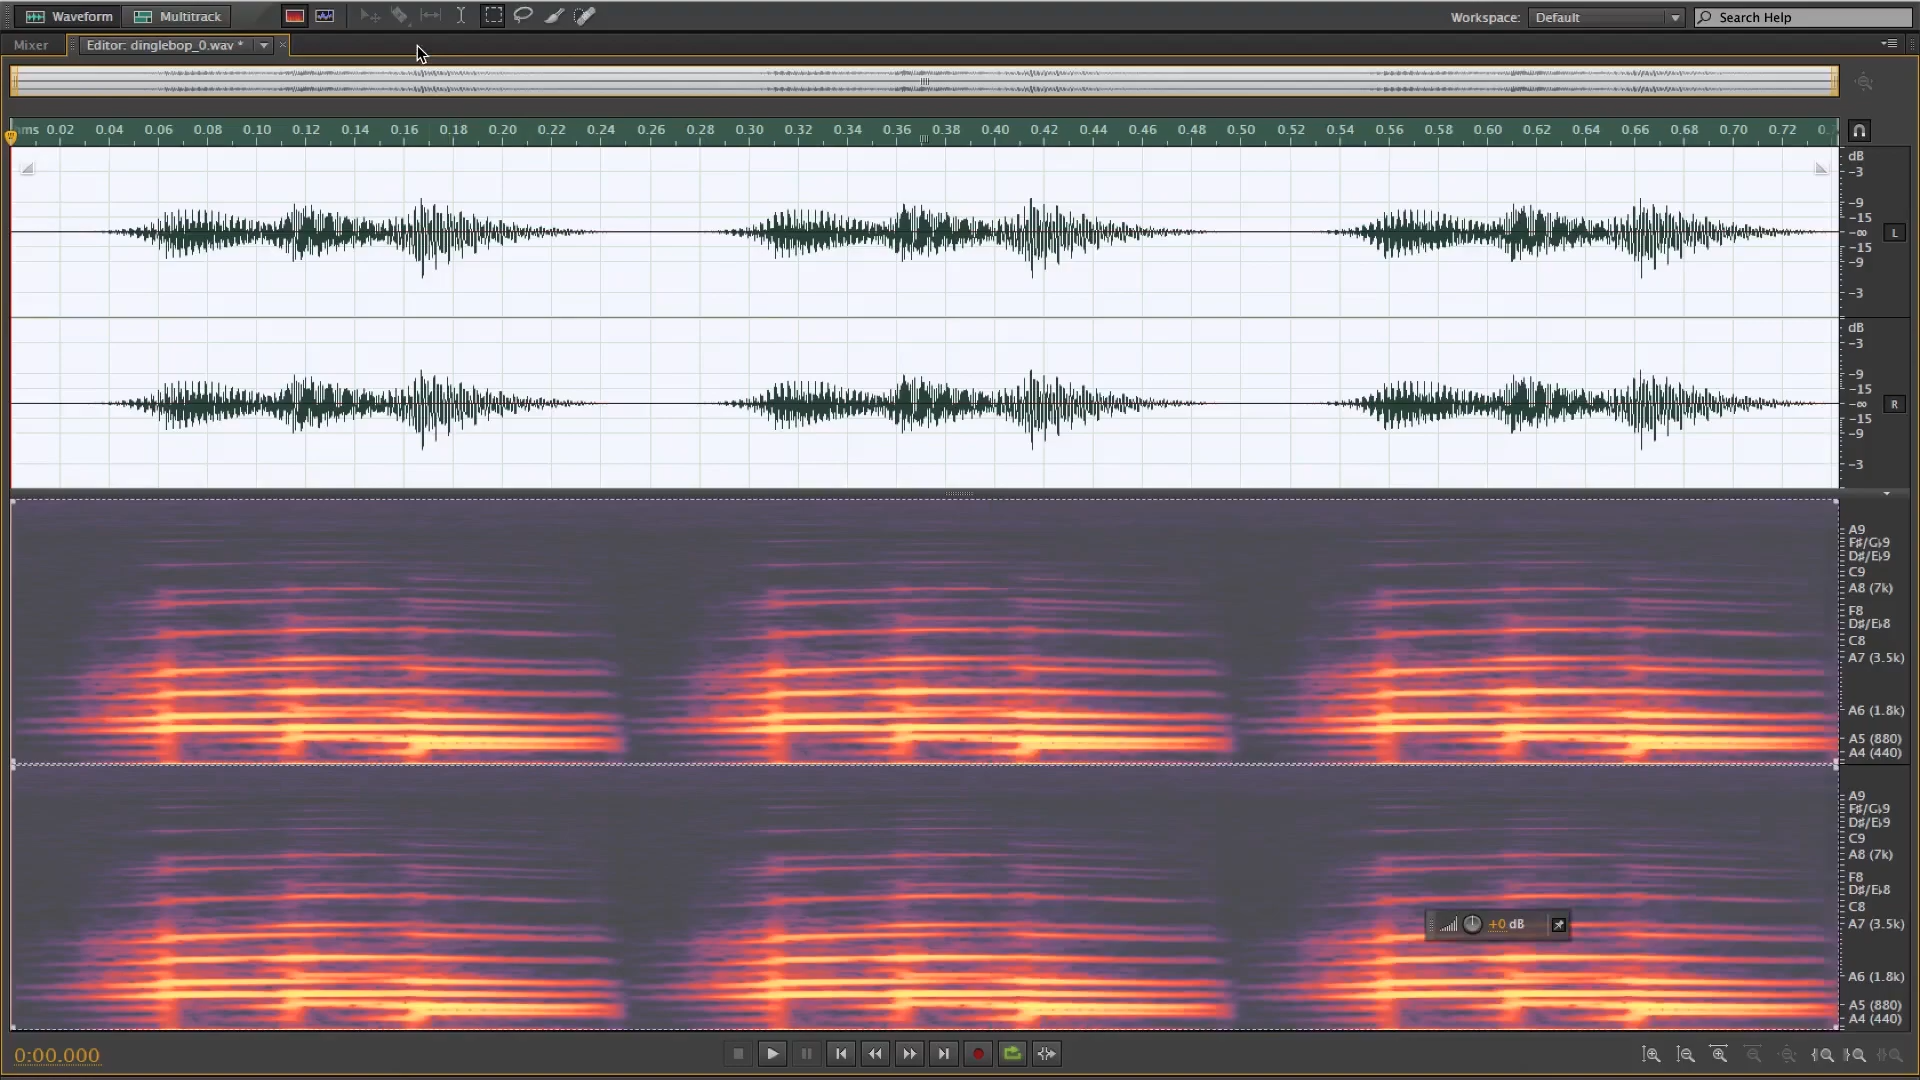 Waveform Multitrack Workspace: Default Search Help
Mixer Editor: dinglebop_0.wav *
hms 0.02 0.04 0.06 0.08 0.10 0.12 0.14 0.16 0.18 0.20 0.22 0.24 0.26 0.28 0.30 0.32 0.34 0.36 0.38 0.40 0.42 0.44 0.46 0.48 0.50 0.52 0.54 0.56 0.58 0.60 0.62 0.64 0.66 0.68 0.70 0.72
dB
-3
-9
-15
-∞ L
-15
-9
-3
dB
-3
-9
-15
-∞ R
-15
-9
-3
A9
F♯/G♭9
D♯/E♭9
C9
A8 (7k)
F8
D♯/E♭8
C8
A7 (3.5k)
A6 (1.8k)
A5 (880)
A4 (440)
A9
F♯/G♭9
D♯/E♭9
C9
A8 (7k)
F8
D♯/E♭8
C8
+0 dB
A7 (3.5k)
A6 (1.8k)
A5 (880)
A4 (440)
0:00.000